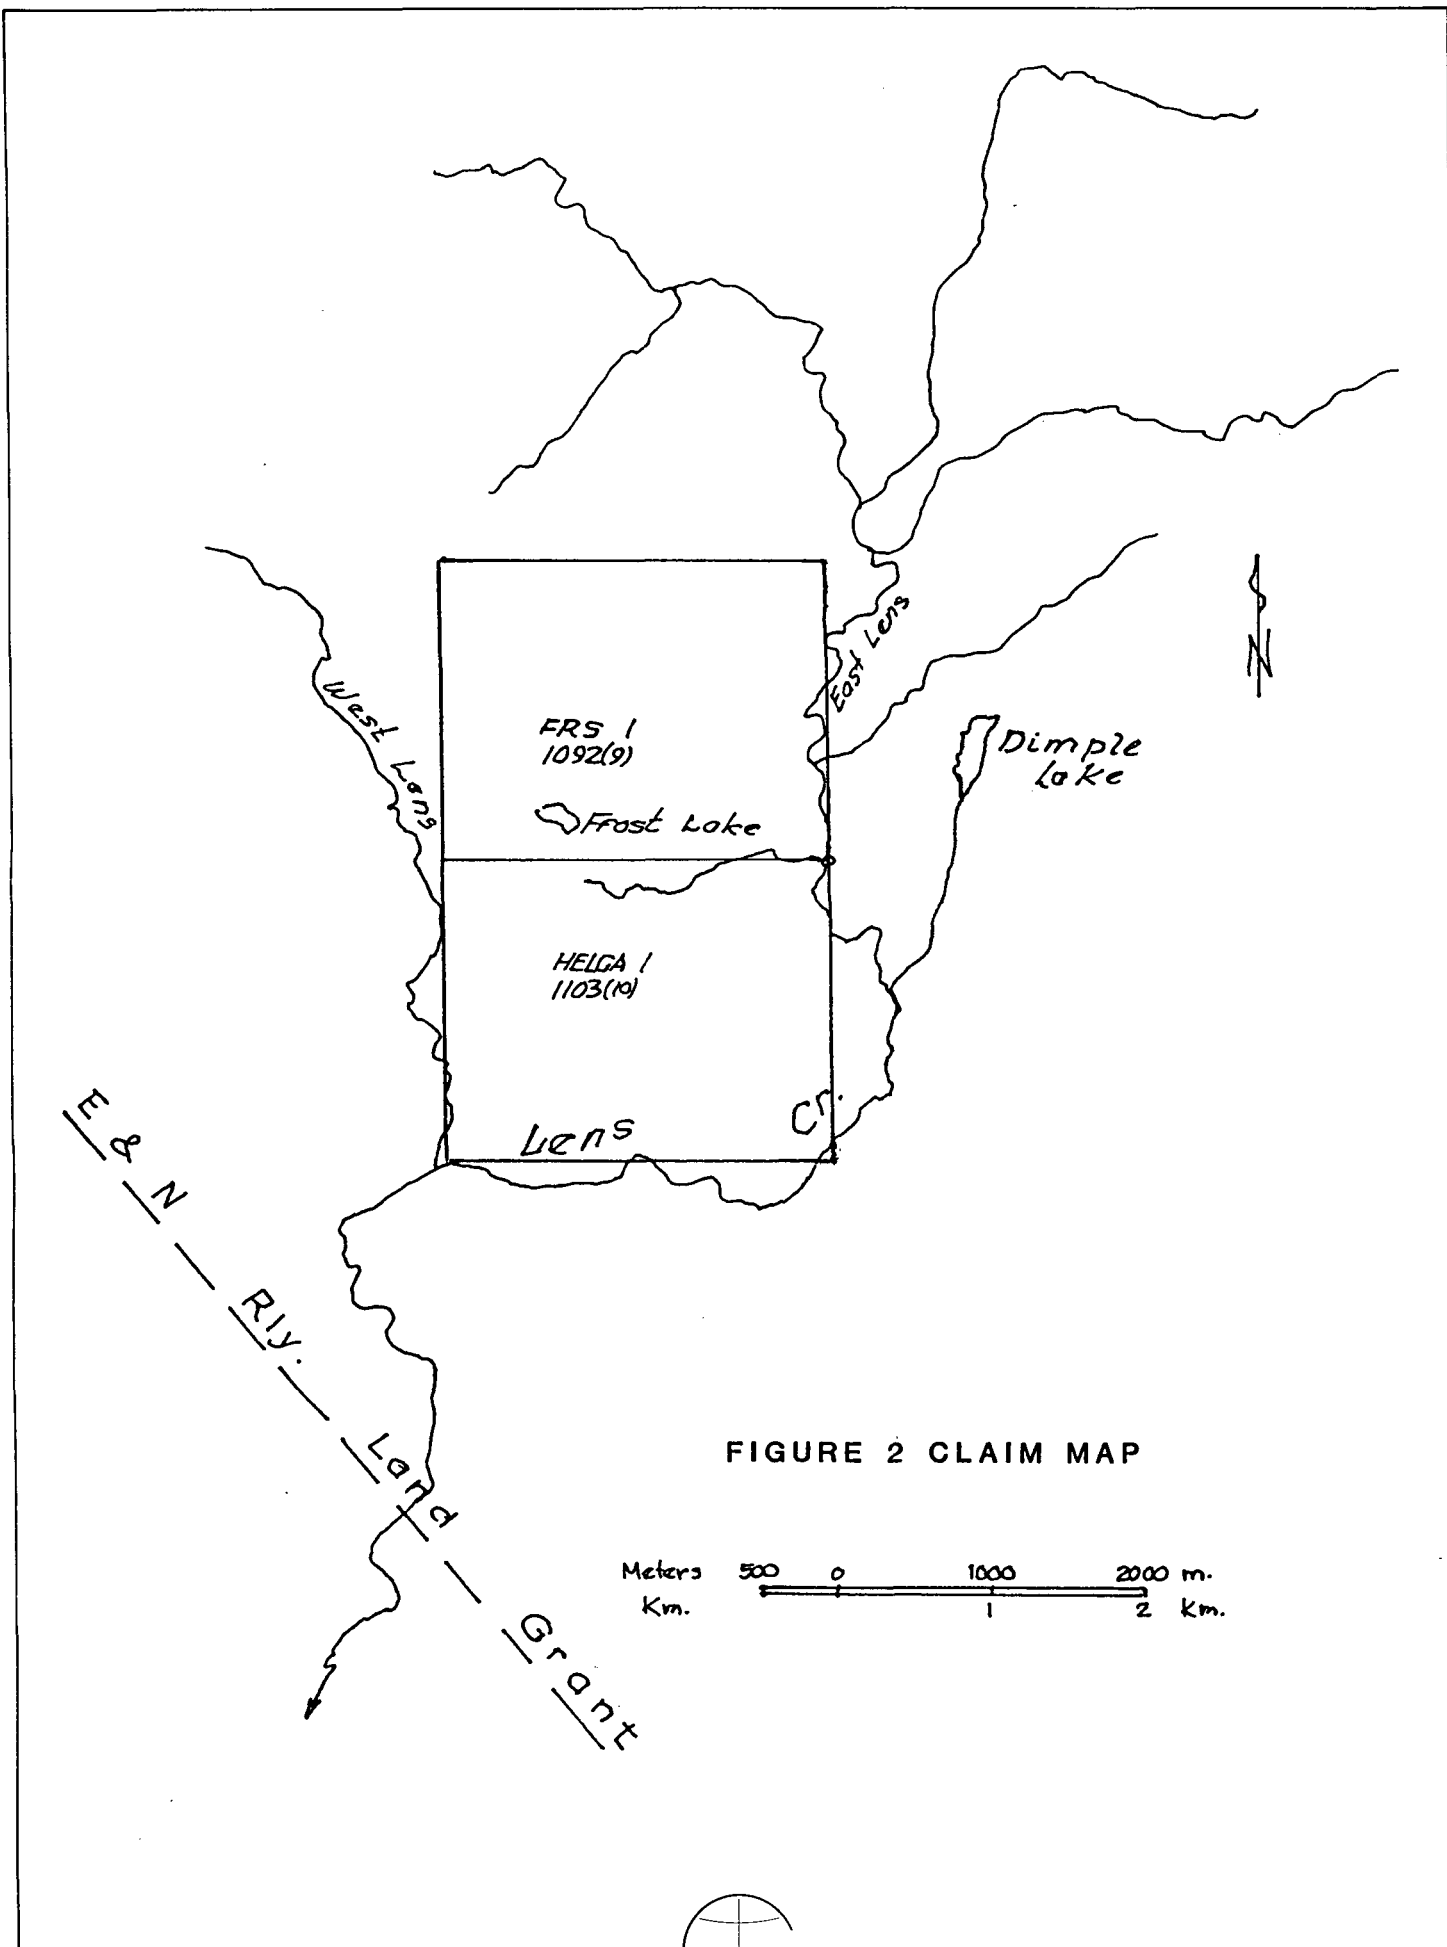 N
East Lens
West Lens
FRS 1
1092(9)
Dimple
Lake
Frost Lake
HELGA 1
1103(10)
Lens Cr.
E & N Rly. Land Grant
FIGURE 2 CLAIM MAP
Meters 500 0 1000 2000 m.
Km. 1 2 Km.